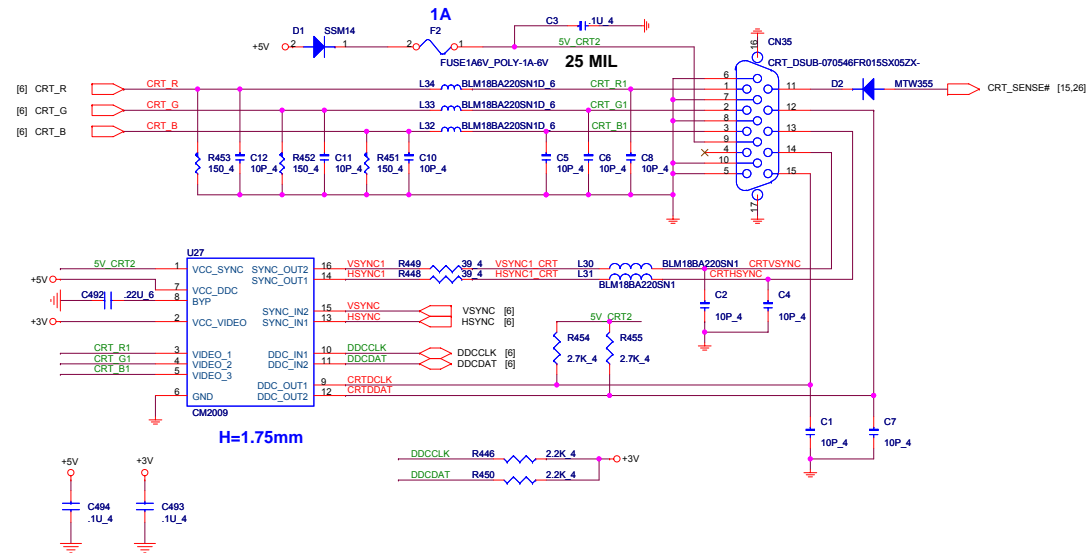 1A
D1 SSM14 F2 C3 .1U_4
+5V 2 1 2 1 5V_CRT2
FUSE1A6V_POLY-1A-6V 25 MIL
16 CN35
CRT_DSUB-070546FR015SX05ZX-
[6] CRT_R CRT_R L34 BLM18BA220SN1D_6 CRT_R1
[6] CRT_G CRT_G L33 BLM18BA220SN1D_6 CRT_G1
[6] CRT_B CRT_B L32 BLM18BA220SN1D_6 CRT_B1
6
1 11 D2 MTW355 CRT_SENSE# [15,26]
7
2 12
8
3 13
9
4 14
10
5 15
17
R453 C12 R452 C11 R451 C10 C5 C6 C8
150_4 10P_4 150_4 10P_4 150_4 10P_4 10P_4 10P_4 10P_4
U27
5V_CRT2 1 VCC_SYNC SYNC_OUT2 16 VSYNC1 R449 39_4 VSYNC1_CRT L30 BLM18BA220SN1 CRTVSYNC
SYNC_OUT1 14 HSYNC1 R448 39_4 HSYNC1_CRT L31 CRTHSYNC
BLM18BA220SN1
+5V 7 VCC_DDC
C492 .22U_6 8 BYP
SYNC_IN2 15 VSYNC VSYNC [6]
+3V 2 VCC_VIDEO SYNC_IN1 13 HSYNC HSYNC [6]
C2 C4
10P_4 10P_4
5V_CRT2
R454 R455
2.7K_4 2.7K_4
CRT_R1 3 VIDEO_1 DDC_IN1 10 DDCCLK DDCCLK [6]
CRT_G1 4 VIDEO_2 DDC_IN2 11 DDCDAT DDCDAT [6]
CRT_B1 5 VIDEO_3
DDC_OUT1 9 CRTDCLK
6 GND DDC_OUT2 12 CRTDDAT
CM2009
H=1.75mm
C1 C7
10P_4 10P_4
DDCCLK R446 2.2K_4 +3V
DDCDAT R450 2.2K_4
+5V +3V
C494 C493
.1U_4 .1U_4